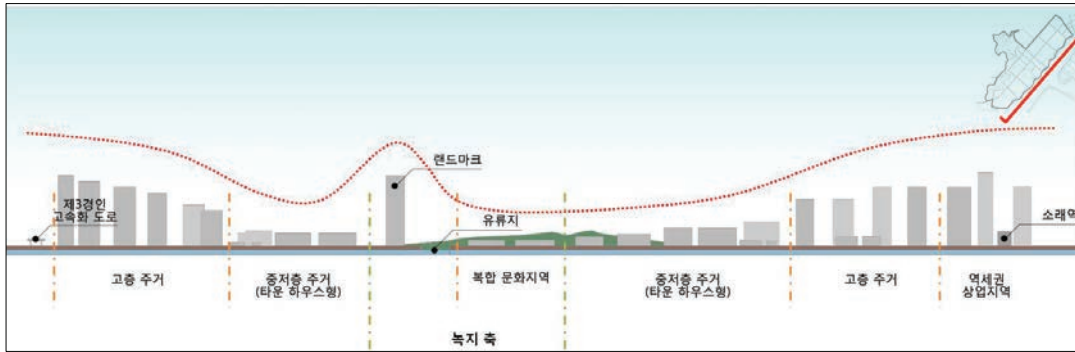 랜드마크
제3경인
고속화 도로
유류지
소래역
고층 주거
중저층 주거
(타운 하우스형)
복합 문화지역
중저층 주거
(타운 하우스형)
고층 주거
역세권
상업지역
녹지 축